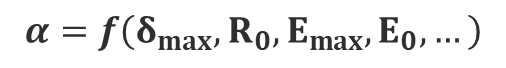 α = f(δmax, R0, Emax, E0, ... )